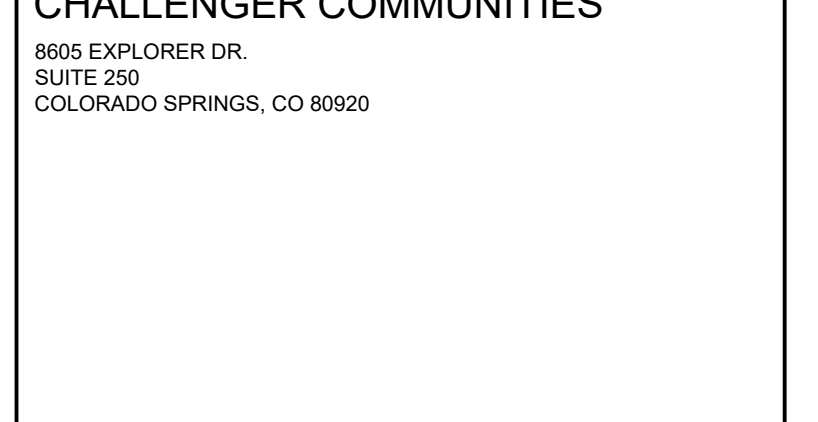 CHALLENGER COMMUNITIES
8605 EXPLORER DR.
SUITE 250
COLORADO SPRINGS, CO 80920